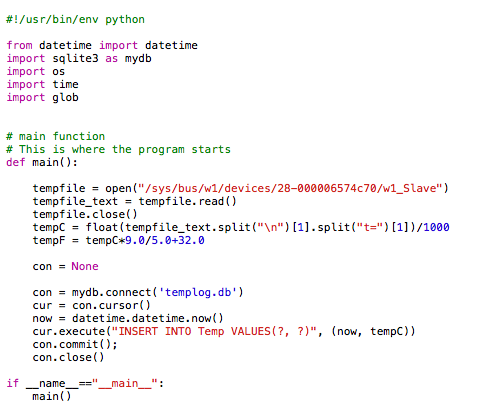 #!/usr/bin/env python

from datetime import datetime
import sqlite3 as mydb
import os
import time
import glob


# main function
# This is where the program starts
def main():

    tempfile = open("/sys/bus/w1/devices/28-000006574c70/w1_Slave")
    tempfile_text = tempfile.read()
    tempfile.close()
    tempC = float(tempfile_text.split("\n")[1].split("t=")[1])/1000
    tempF = tempC*9.0/5.0+32.0

    con = None

    con = mydb.connect('templog.db')
    cur = con.cursor()
    now = datetime.datetime.now()
    cur.execute("INSERT INTO Temp VALUES(?, ?)", (now, tempC))
    con.commit();
    con.close()

if __name__=="__main__":
    main()